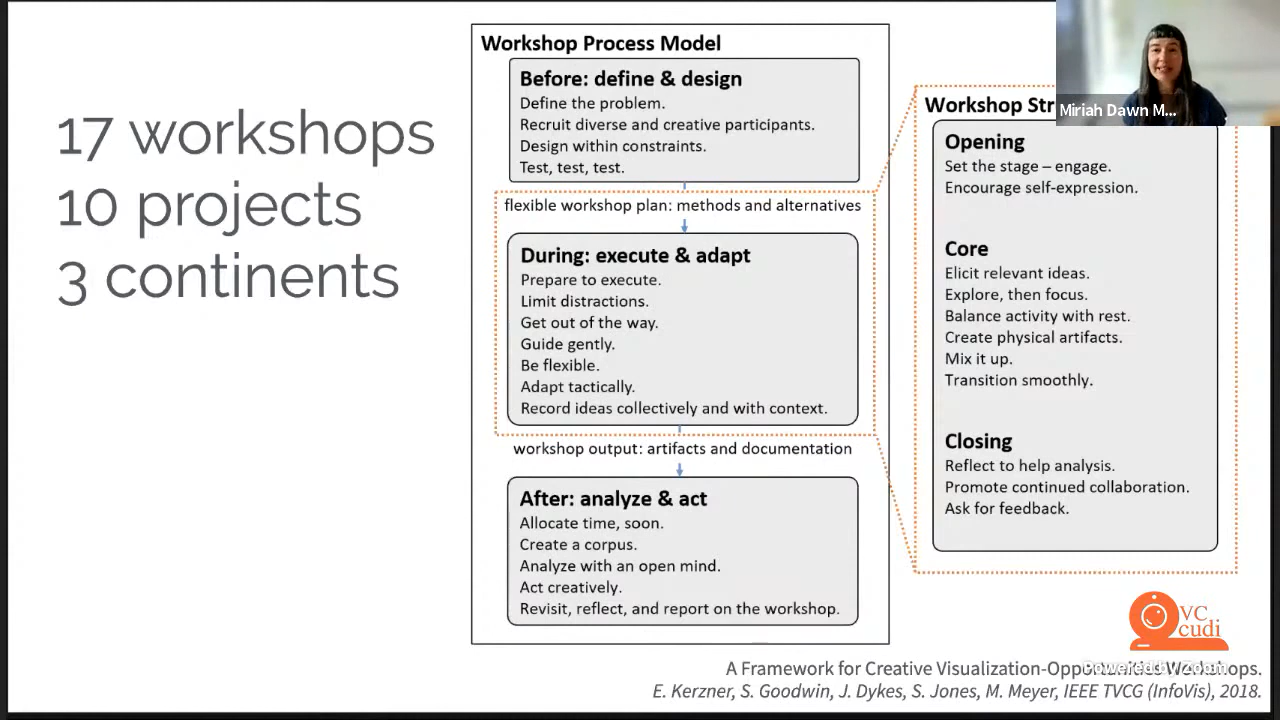 17 workshops
10 projects
3 continents
Workshop Process Model
Before: define & design
Define the problem.
Recruit diverse and creative participants.
Design within constraints.
Test, test, test.
flexible workshop plan: methods and alternatives
During: execute & adapt
Prepare to execute.
Limit distractions.
Get out of the way.
Guide gently.
Be flexible.
Adapt tactically.
Record ideas collectively and with context.
workshop output: artifacts and documentation
After: analyze & act
Allocate time, soon.
Create a corpus.
Analyze with an open mind.
Act creatively.
Revisit, reflect, and report on the workshop.
Miriah Dawn M...
Workshop Str
Opening
Set the stage – engage.
Encourage self-expression.
Core
Elicit relevant ideas.
Explore, then focus.
Balance activity with rest.
Create physical artifacts.
Mix it up.
Transition smoothly.
Closing
Reflect to help analysis.
Promote continued collaboration.
Ask for feedback.
VC
cudi
Powered by Zoom
A Framework for Creative Visualization-Opportunities Workshops.
E. Kerzner, S. Goodwin, J. Dykes, S. Jones, M. Meyer, IEEE TVCG (InfoVis), 2018.